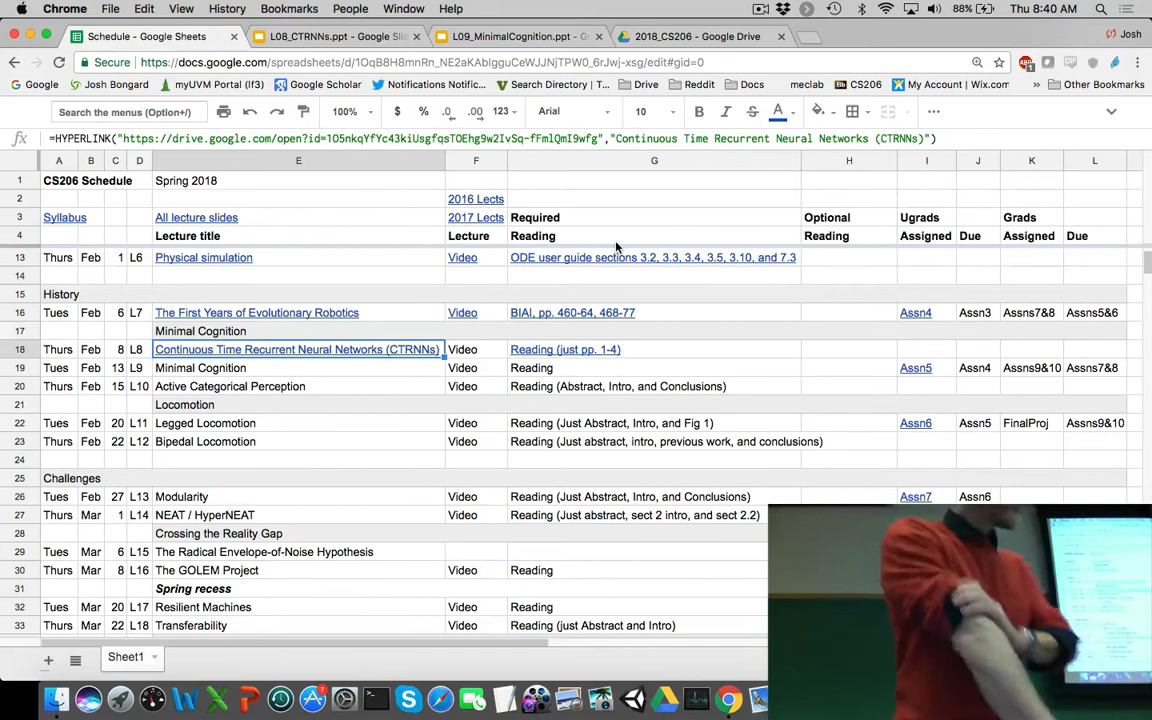 Chrome File Edit View History Bookmarks People Window Help 88% Thu 8:40 AM
Schedule - Google Sheets L08_CTRNNs.ppt - Google Slid L09_MinimalCognition.ppt - G 2018_CS206 - Google Drive Josh
Secure https://docs.google.com/spreadsheets/d/1OqB8H8mnRn_NE2aKAblgguCeWJJNjTPW0_6rJwj-xsg/edit#gid=0
Google Josh Bongard myUVM Portal (I3) Google Scholar Notifications Notific... Search Directory | T... Other Reddit Docs meclab CS206 My Account | Wix.com Other Bookmarks
Search the menus (Option+/) 100% $ % .0 .00 123 Arial 10 B I S A
fx =HYPERLINK("https://drive.google.com/open?id=1O5nkqYfYc43kiUsgfqsTOEhg9w2IvSq-fFmlQmI9wfg","Continuous Time Recurrent Neural Networks (CTRNNs)")
A B C D E F G H I J K L
1 CS206 Schedule Spring 2018
2 2016 Lects
3 Syllabus All lecture slides 2017 Lects Required Optional Ugrads Grads
4 Lecture title Lecture Reading Reading Assigned Due Assigned Due
13 Thurs Feb 1 L6 Physical simulation Video ODE user guide sections 3.2, 3.3, 3.4, 3.5, 3.10, and 7.3
14
15 History
16 Tues Feb 6 L7 The First Years of Evolutionary Robotics Video BIAI, pp. 460-64, 468-77 Assn4 Assn3 Assns7&8 Assns5&6
17 Minimal Cognition
18 Thurs Feb 8 L8 Continuous Time Recurrent Neural Networks (CTRNNs) Video Reading (just pp. 1-4)
19 Tues Feb 13 L9 Minimal Cognition Video Reading Assn5 Assn4 Assns9&10 Assns7&8
20 Thurs Feb 15 L10 Active Categorical Perception Video Reading (Abstract, Intro, and Conclusions)
21 Locomotion
22 Tues Feb 20 L11 Legged Locomotion Video Reading (Just Abstract, Intro, and Fig 1) Assn6 Assn5 FinalProj Assns9&10
23 Thurs Feb 22 L12 Bipedal Locomotion Video Reading (Just abstract, intro, previous work, and conclusions)
24
25 Challenges
26 Tues Feb 27 L13 Modularity Video Reading (Just Abstract, Intro, and Conclusions) Assn7 Assn6
27 Thurs Mar 1 L14 NEAT / HyperNEAT Video Reading (Just abstract, sect 2 intro, and sect 2.2)
28 Crossing the Reality Gap
29 Tues Mar 6 L15 The Radical Envelope-of-Noise Hypothesis
30 Thurs Mar 8 L16 The GOLEM Project Video Reading
31 Spring recess
32 Tues Mar 20 L17 Resilient Machines Video Reading
33 Thurs Mar 22 L18 Transferability Video Reading (just Abstract and Intro)
Sheet1